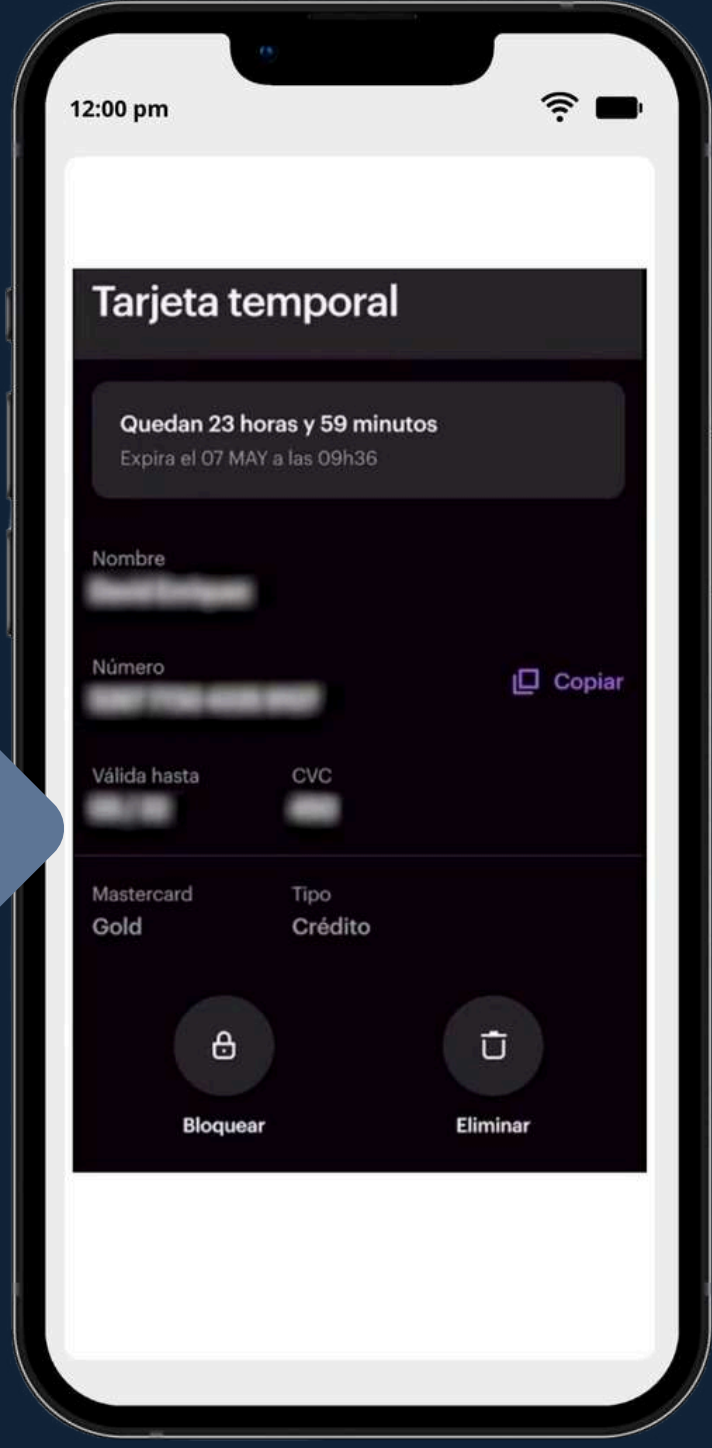 12:00 pm
Tarjeta temporal
Quedan 23 horas y 59 minutos
Expira el 07 MAY a las 09h36
Nombre
Número
Copiar
Válida hasta CVC
Mastercard Tipo
Gold Crédito
Bloquear Eliminar